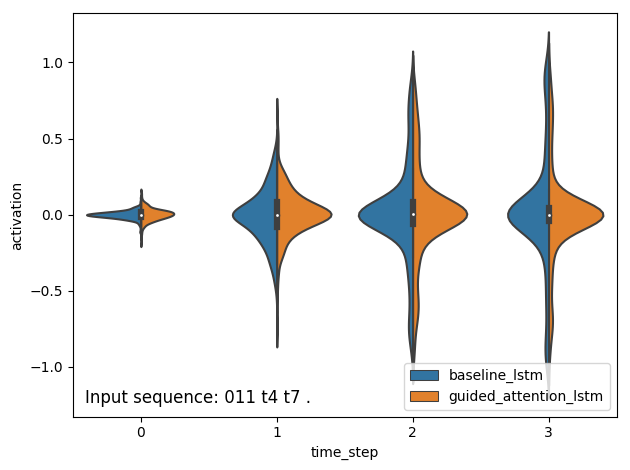 1.0
0.5
0.0
−0.5
−1.0
activation
Input sequence: 011 t4 t7 .
baseline_lstm
guided_attention_lstm
0 1 2 3
time_step